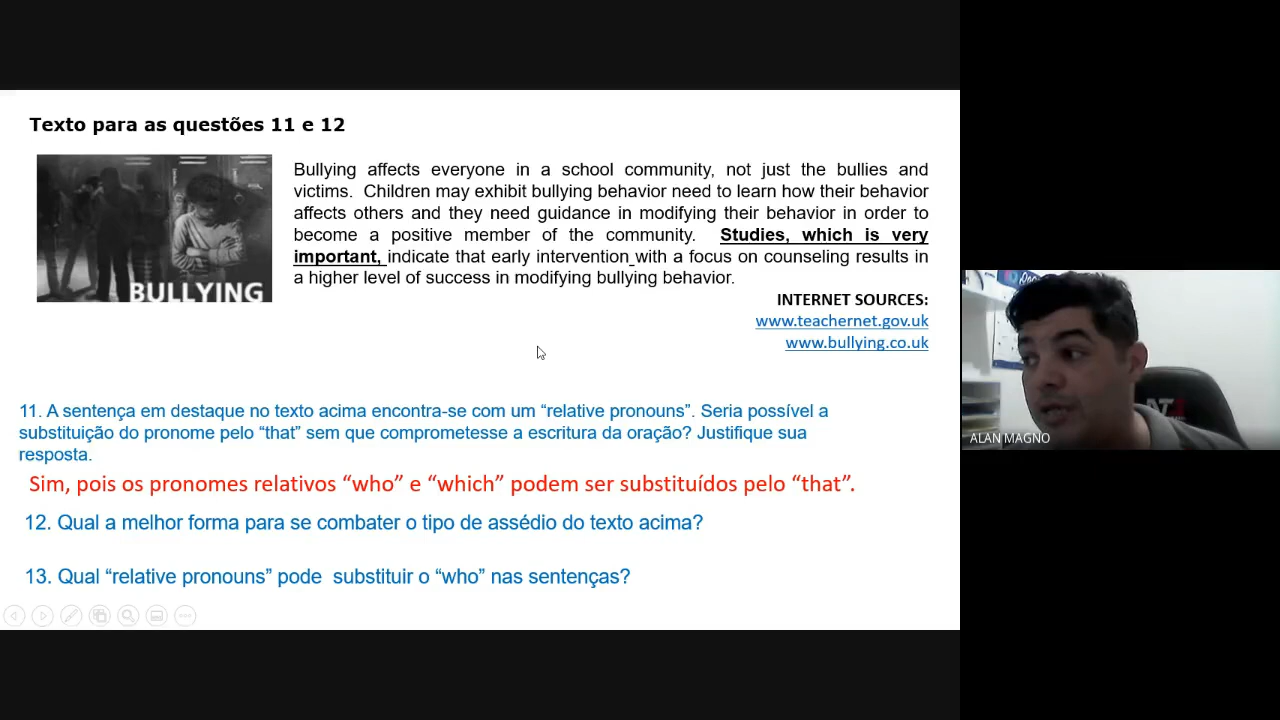 Texto para as questões 11 e 12
Bullying affects everyone in a school community, not just the bullies and
victims. Children may exhibit bullying behavior need to learn how their behavior
affects others and they need guidance in modifying their behavior in order to
become a positive member of the community. Studies, which is very
important, indicate that early intervention with a focus on counseling results in
a higher level of success in modifying bullying behavior.
BULLYING
INTERNET SOURCES:
www.teachernet.gov.uk
www.bullying.co.uk
11. A sentença em destaque no texto acima encontra-se com um “relative pronouns”. Seria possível a
substituição do pronome pelo “that” sem que comprometesse a escritura da oração? Justifique sua
resposta.
Sim, pois os pronomes relativos “who” e “which” podem ser substituídos pelo “that”.
12. Qual a melhor forma para se combater o tipo de assédio do texto acima?
13. Qual “relative pronouns” pode substituir o “who” nas sentenças?
ALAN MAGNO